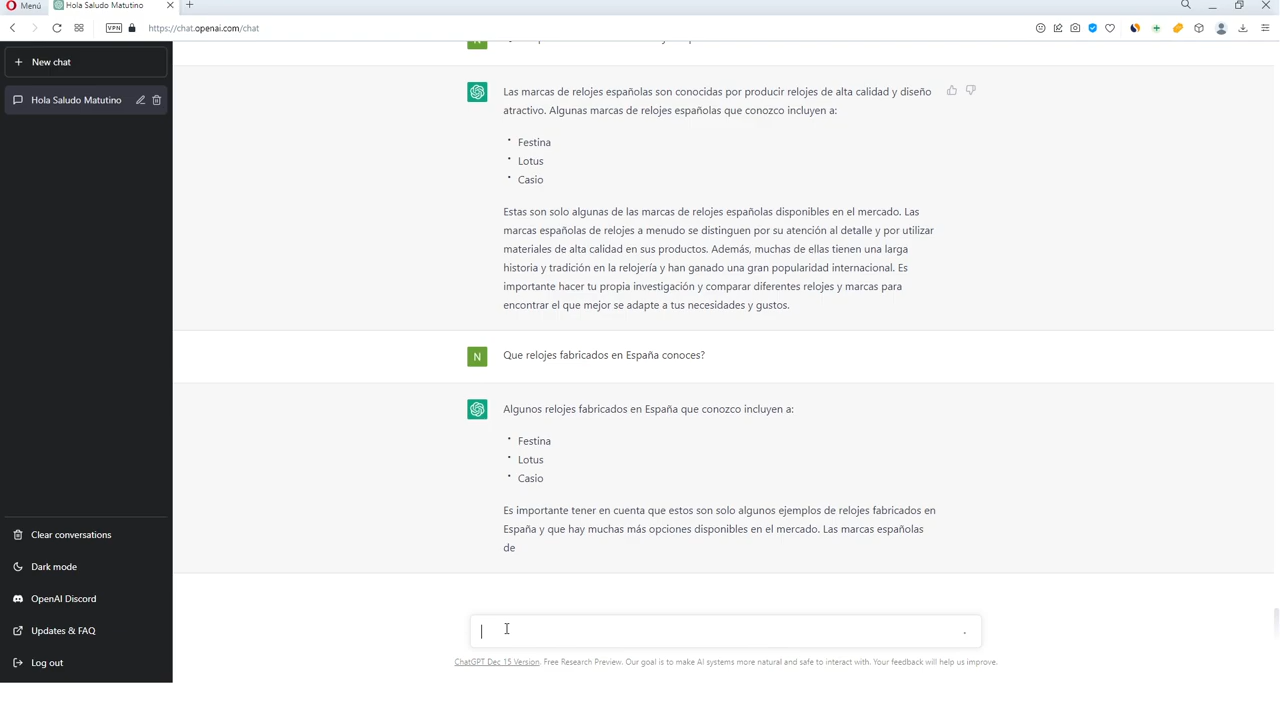 Menú
Hola Saludo Matutino
VPN
https://chat.openai.com/chat
New chat
Hola Saludo Matutino
Las marcas de relojes españolas son conocidas por producir relojes de alta calidad y diseño
atractivo. Algunas marcas de relojes españolas que conozco incluyen a:
• Festina
• Lotus
• Casio
Estas son solo algunas de las marcas de relojes españolas disponibles en el mercado. Las
marcas españolas de relojes a menudo se distinguen por su atención al detalle y por utilizar
materiales de alta calidad en sus productos. Además, muchas de ellas tienen una larga
historia y tradición en la relojería y han ganado una gran popularidad internacional. Es
importante hacer tu propia investigación y comparar diferentes relojes y marcas para
encontrar el que mejor se adapte a tus necesidades y gustos.
N
Que relojes fabricados en España conoces?
Algunos relojes fabricados en España que conozco incluyen a:
• Festina
• Lotus
• Casio
Es importante tener en cuenta que estos son solo algunos ejemplos de relojes fabricados en
España y que hay muchas más opciones disponibles en el mercado. Las marcas españolas
de
Clear conversations
Dark mode
OpenAI Discord
Updates & FAQ
Log out
.
ChatGPT Dec 15 Version. Free Research Preview. Our goal is to make AI systems more natural and safe to interact with. Your feedback will help us improve.